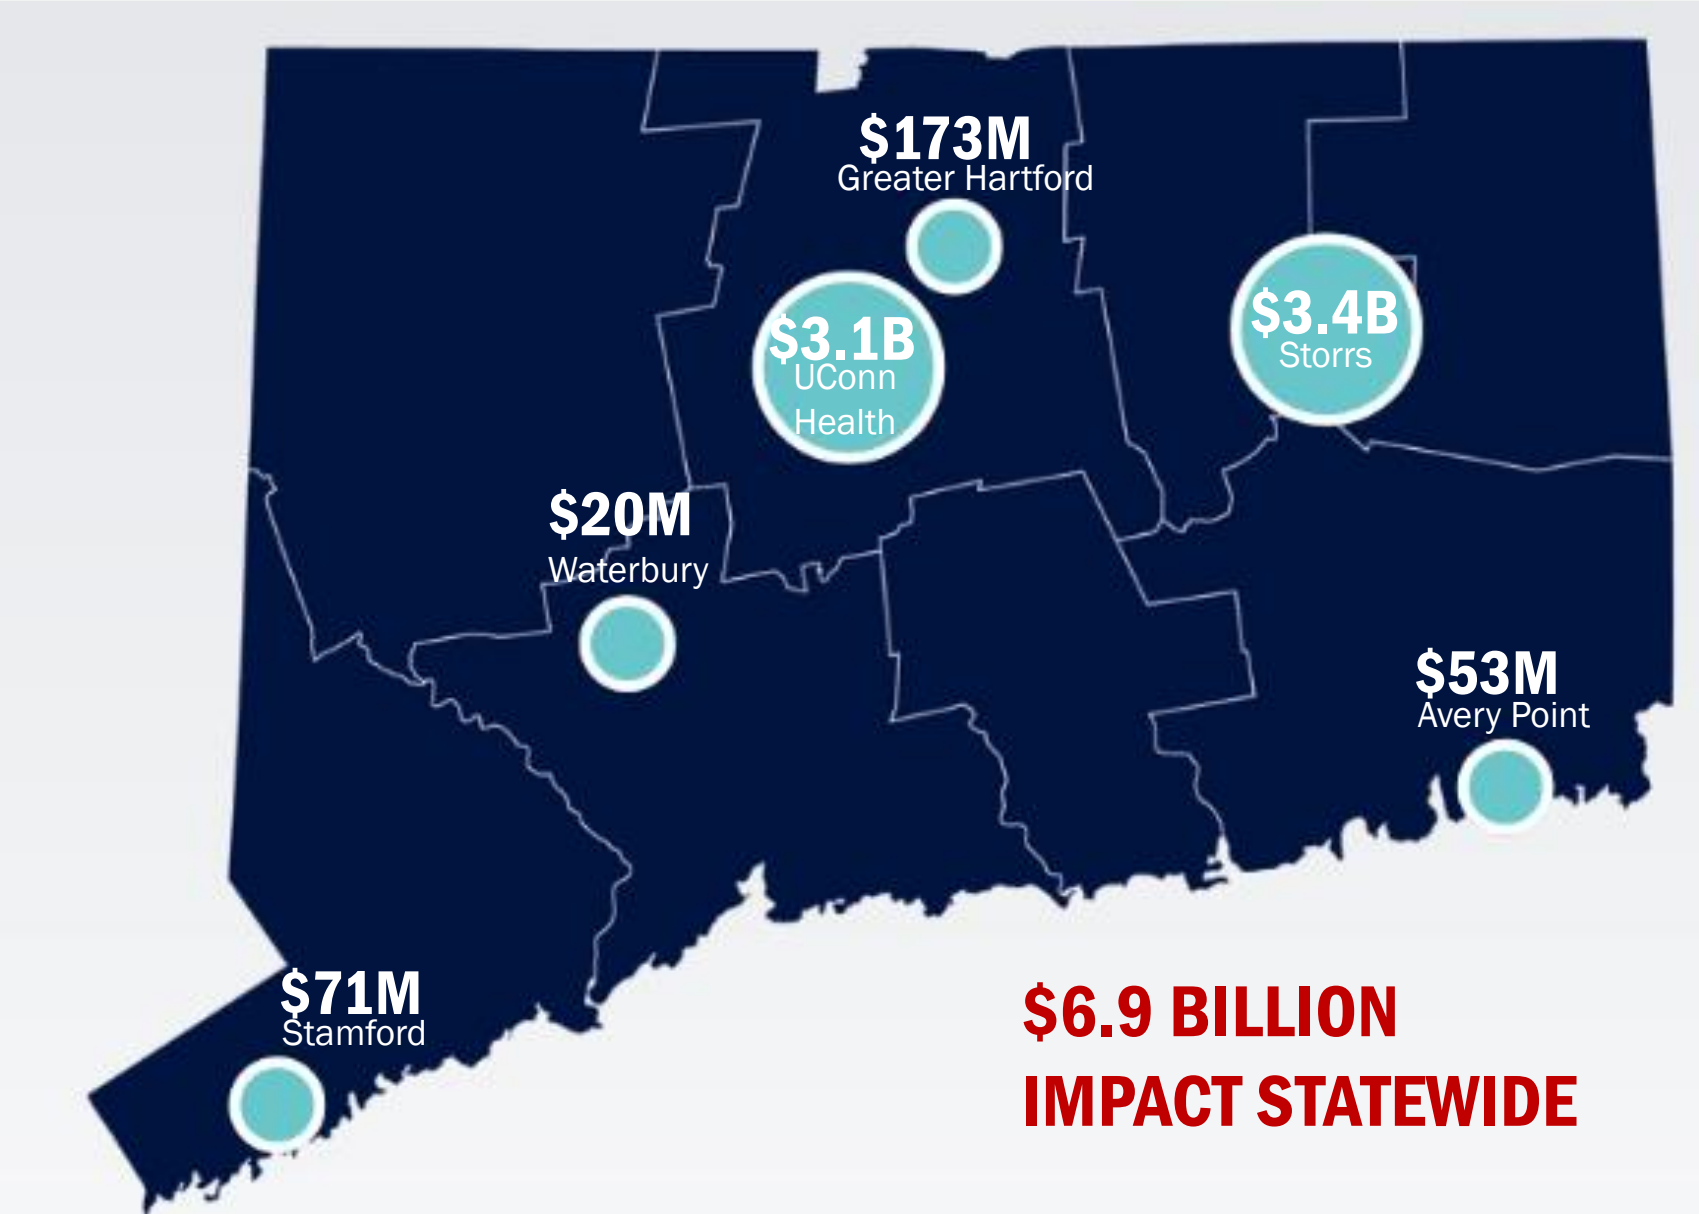 $173M
Greater Hartford
$3.4B
Storrs
$3.1B
UConn
Health
$20M
Waterbury
$53M
Avery Point
$71M
Stamford
$6.9 BILLION
IMPACT STATEWIDE